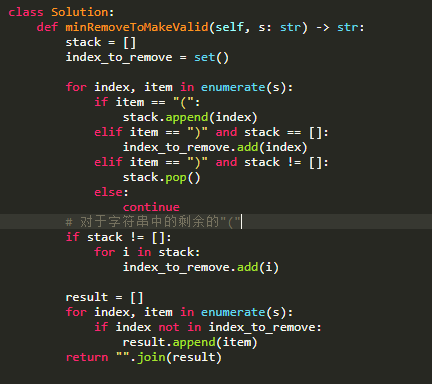 class Solution:
    def minRemoveToMakeValid(self, s: str) -> str:
        stack = []
        index_to_remove = set()

        for index, item in enumerate(s):
            if item == "(":
                stack.append(index)
            elif item == ")" and stack == []:
                index_to_remove.add(index)
            elif item == ")" and stack != []:
                stack.pop()
            else:
                continue
        # 对于字符串中的剩余的"("
        if stack != []:
            for i in stack:
                index_to_remove.add(i)

        result = []
        for index, item in enumerate(s):
            if index not in index_to_remove:
                result.append(item)
        return "".join(result)